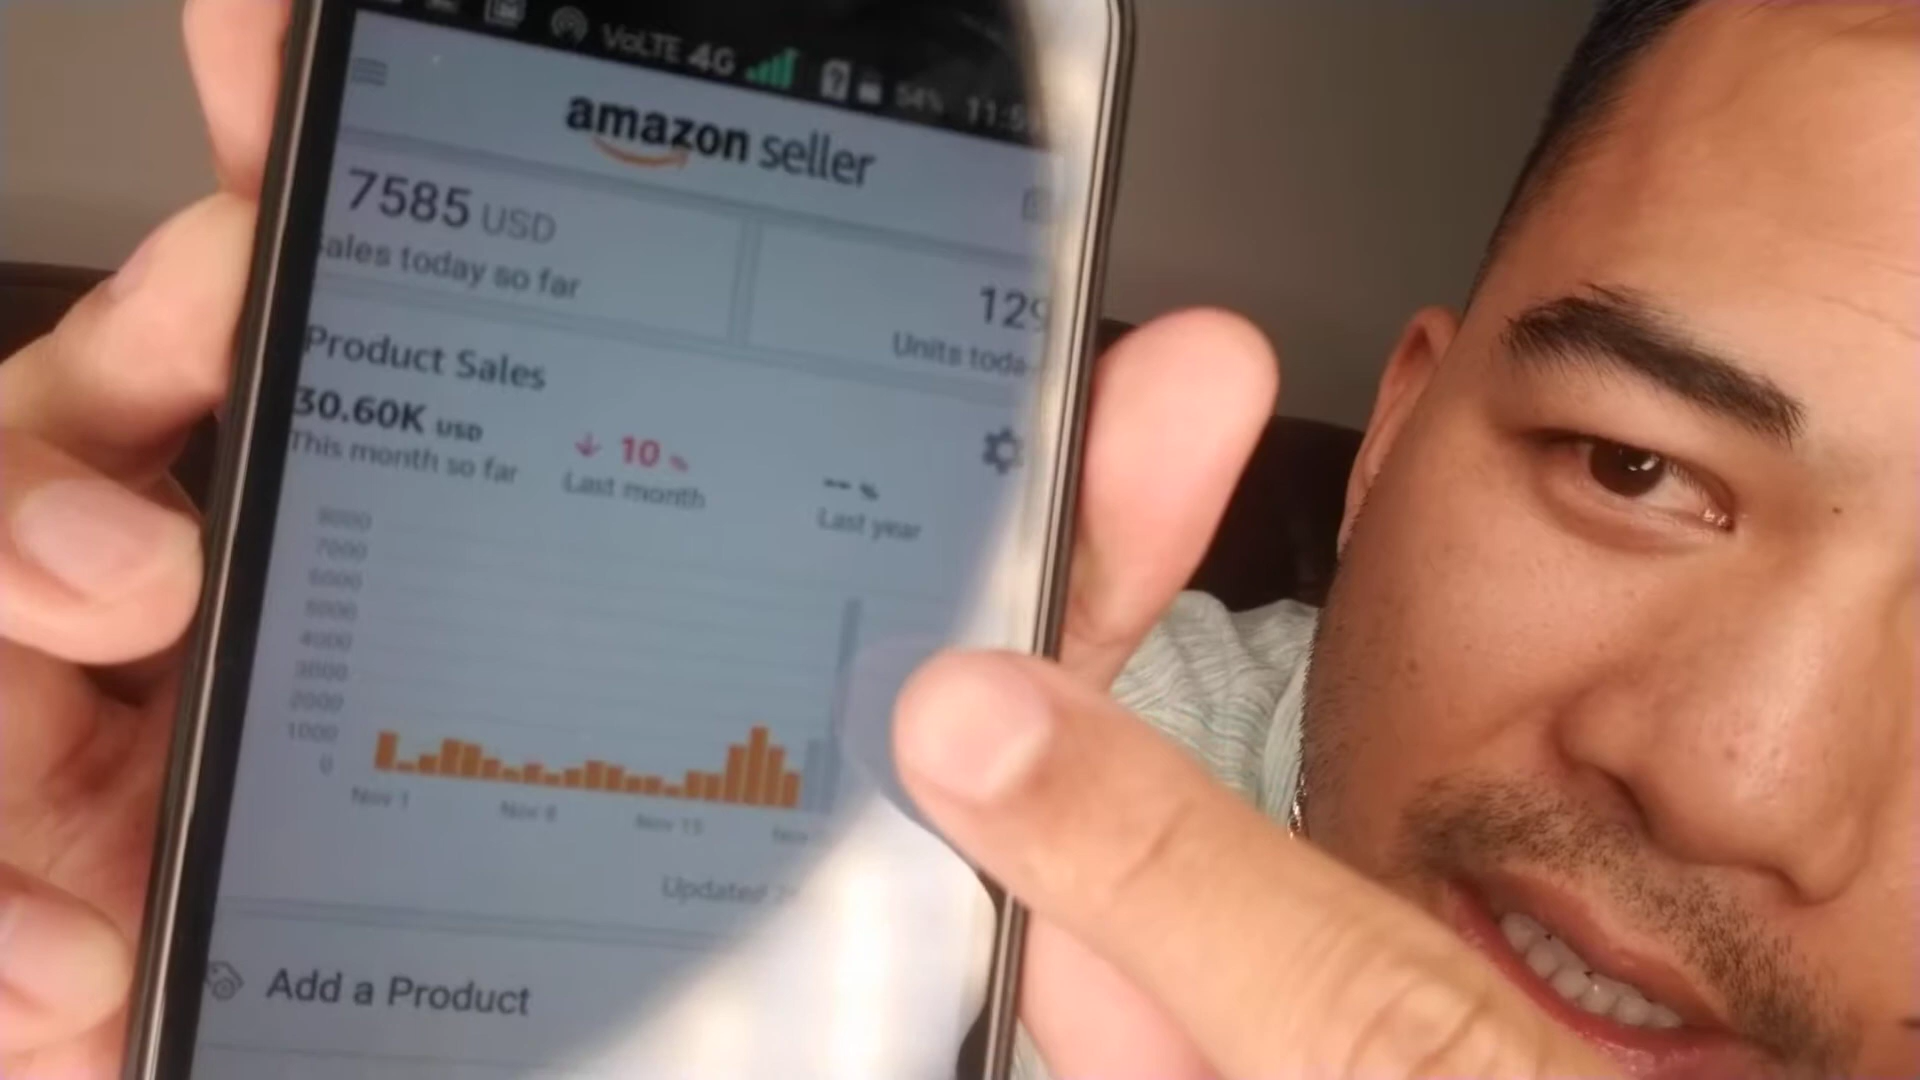 VoLTE 4G 54%
amazon seller
7585 USD
Sales today so far
Units
Product Sales
30.60K USD
This month so far
↓ 10 %
Last month
-- %
Last year
8000
7000
6000
5000
4000
3000
2000
1000
0
Nov 1
Nov 8
Nov 15
Updated
Add a Product